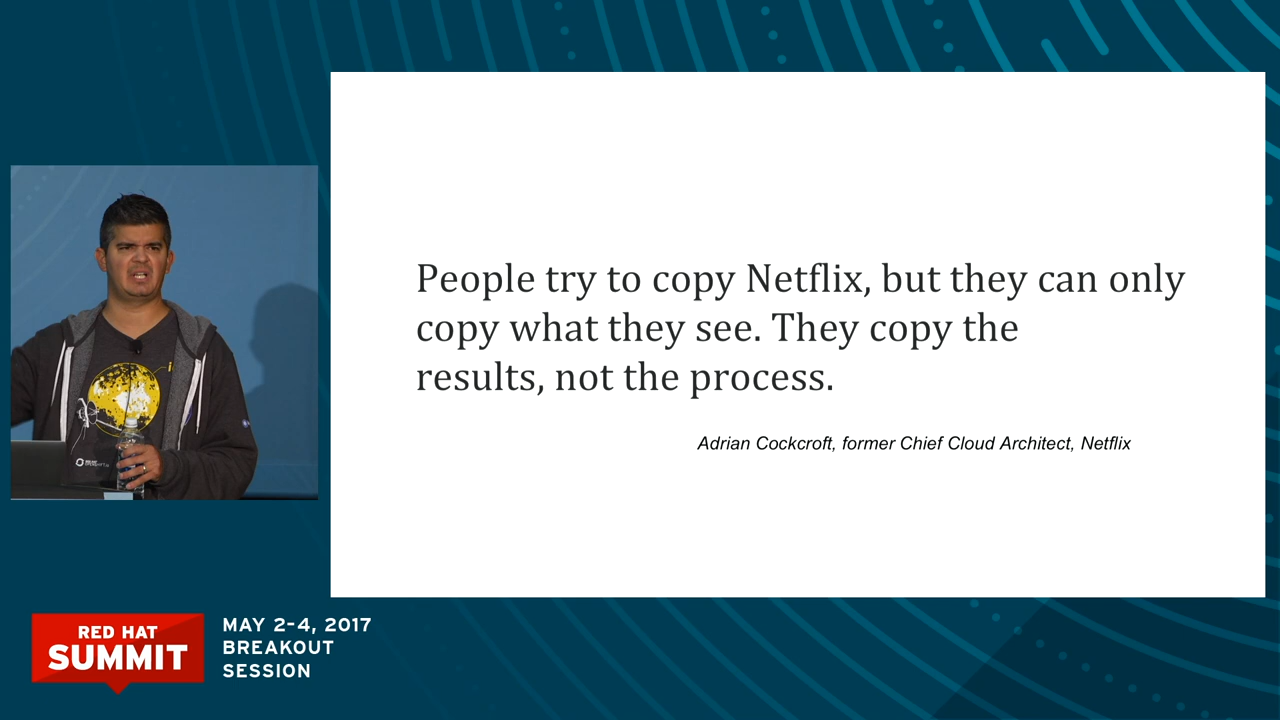 People try to copy Netflix, but they can only
copy what they see. They copy the
results, not the process.
Adrian Cockcroft, former Chief Cloud Architect, Netflix
RED HAT
SUMMIT
MAY 2-4, 2017
BREAKOUT
SESSION